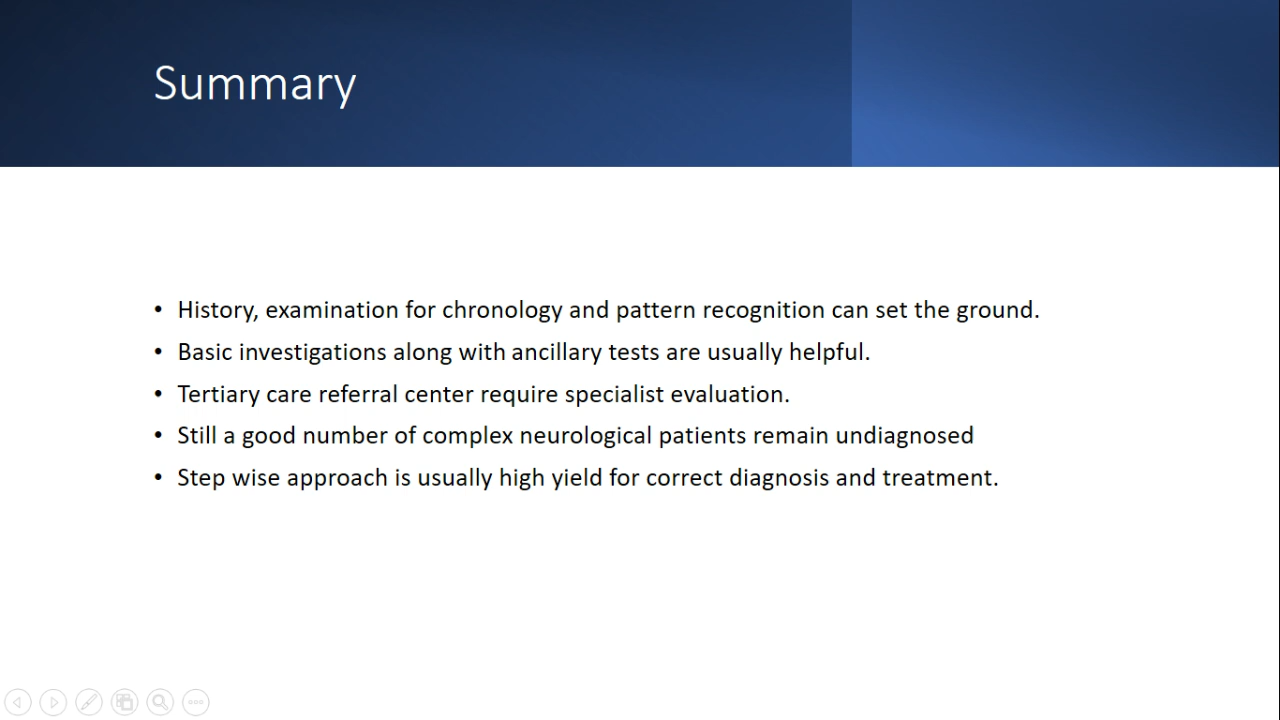 Summary
• History, examination for chronology and pattern recognition can set the ground.
• Basic investigations along with ancillary tests are usually helpful.
• Tertiary care referral center require specialist evaluation.
• Still a good number of complex neurological patients remain undiagnosed
• Step wise approach is usually high yield for correct diagnosis and treatment.